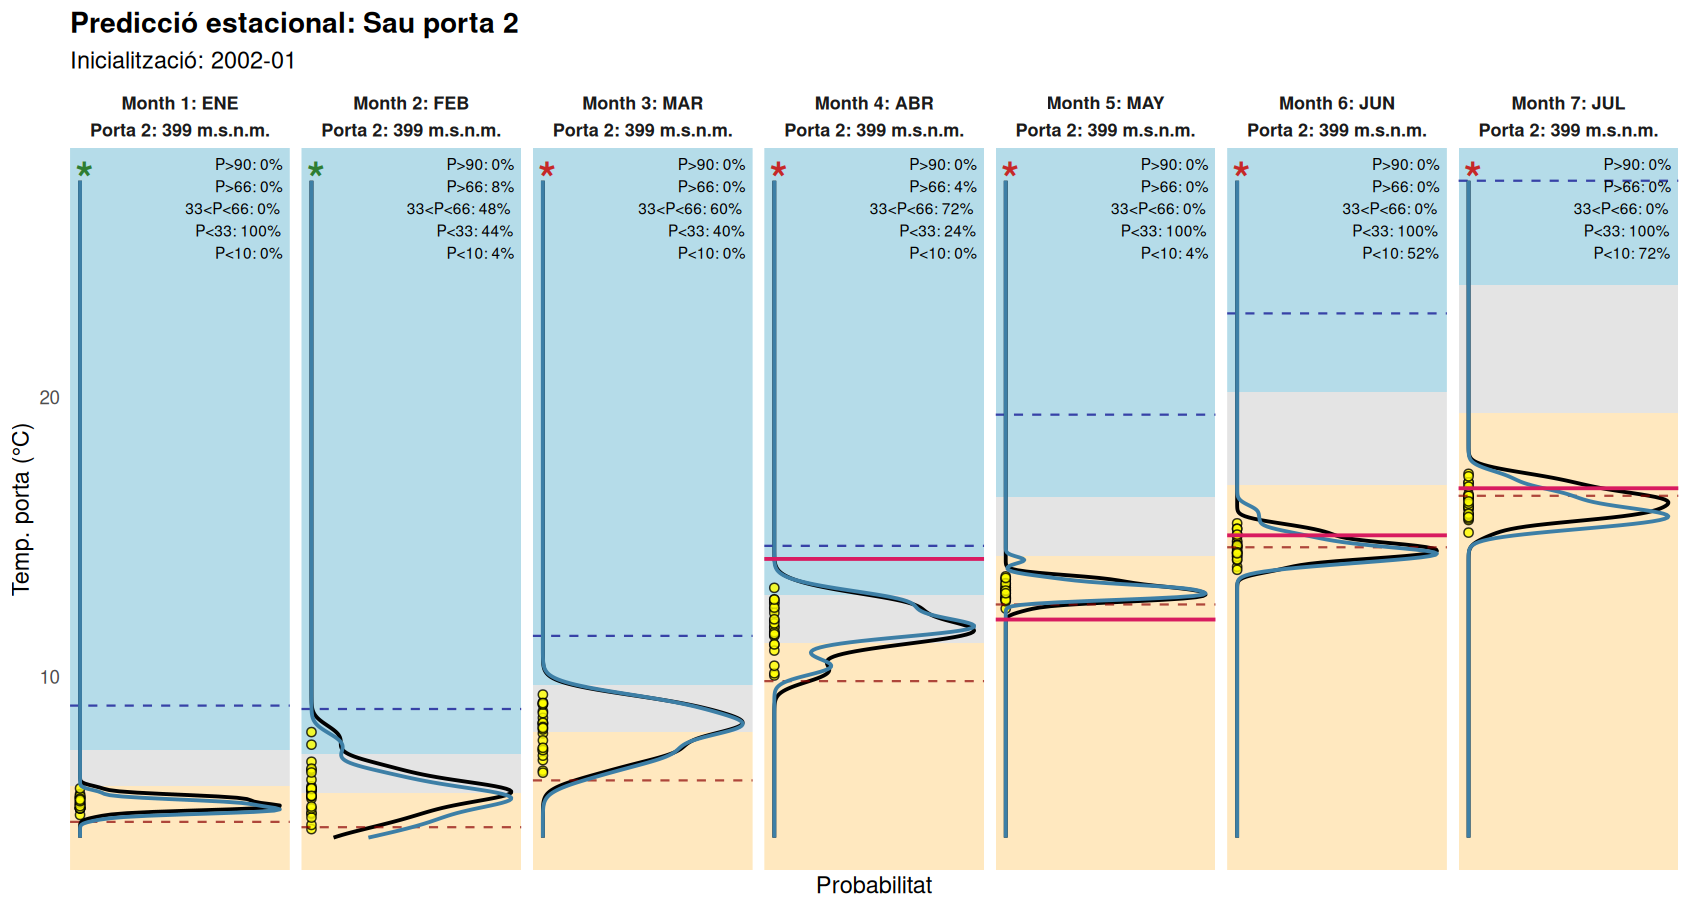 Predicció estacional: Sau porta 2
Inicialització: 2002-01
Month 1: ENE
Porta 2: 399 m.s.n.m.
Month 2: FEB
Porta 2: 399 m.s.n.m.
Month 3: MAR
Porta 2: 399 m.s.n.m.
Month 4: ABR
Porta 2: 399 m.s.n.m.
Month 5: MAY
Porta 2: 399 m.s.n.m.
Month 6: JUN
Porta 2: 399 m.s.n.m.
Month 7: JUL
Porta 2: 399 m.s.n.m.
*
P>90: 0%
P>66: 0%
33<P<66: 0%
P<33: 100%
P<10: 0%
*
P>90: 0%
P>66: 8%
33<P<66: 48%
P<33: 44%
P<10: 4%
*
P>90: 0%
P>66: 0%
33<P<66: 60%
P<33: 40%
P<10: 0%
*
P>90: 0%
P>66: 4%
33<P<66: 72%
P<33: 24%
P<10: 0%
*
P>90: 0%
P>66: 0%
33<P<66: 0%
P<33: 100%
P<10: 4%
*
P>90: 0%
P>66: 0%
33<P<66: 0%
P<33: 100%
P<10: 52%
*
P>90: 0%
P>66: 0%
33<P<66: 0%
P<33: 100%
P<10: 72%
Temp. porta (°C)
20
10
Probabilitat